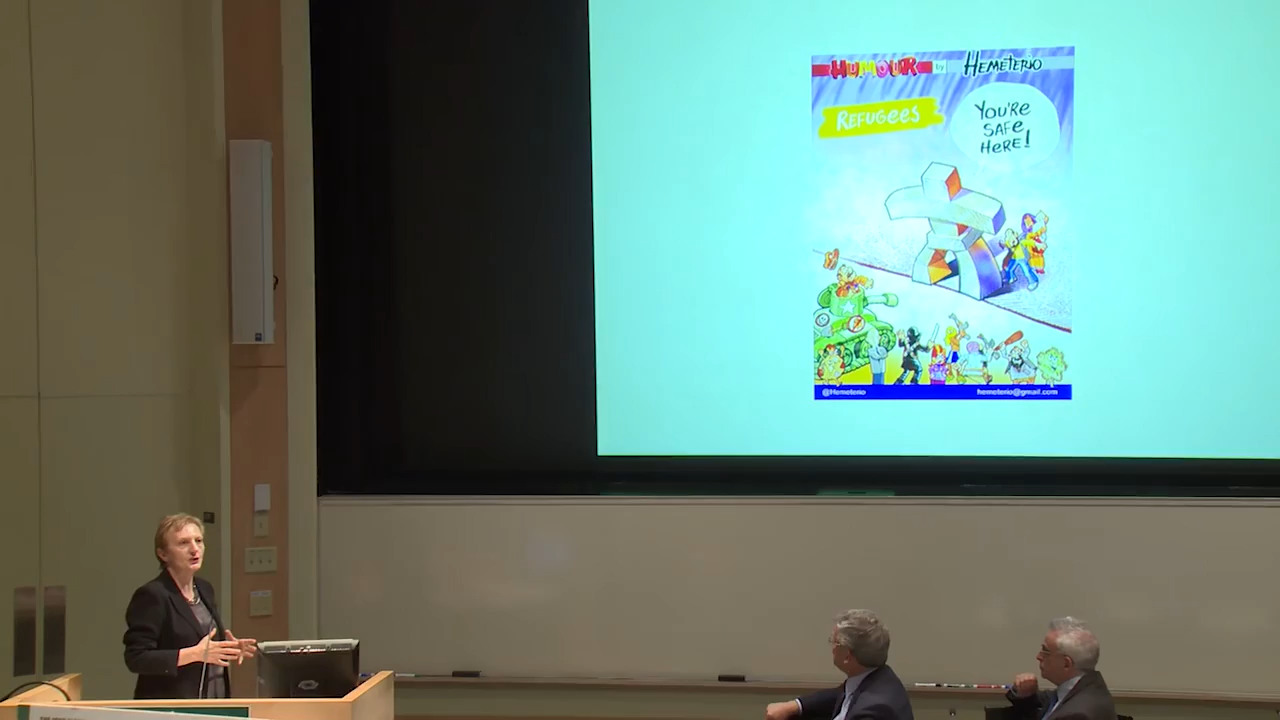 HUMOUR by HEMETERIO
REFUGEES
YOU'RE
SAFE
HERE!
@Hemeterio
hemeterio@gmail.com